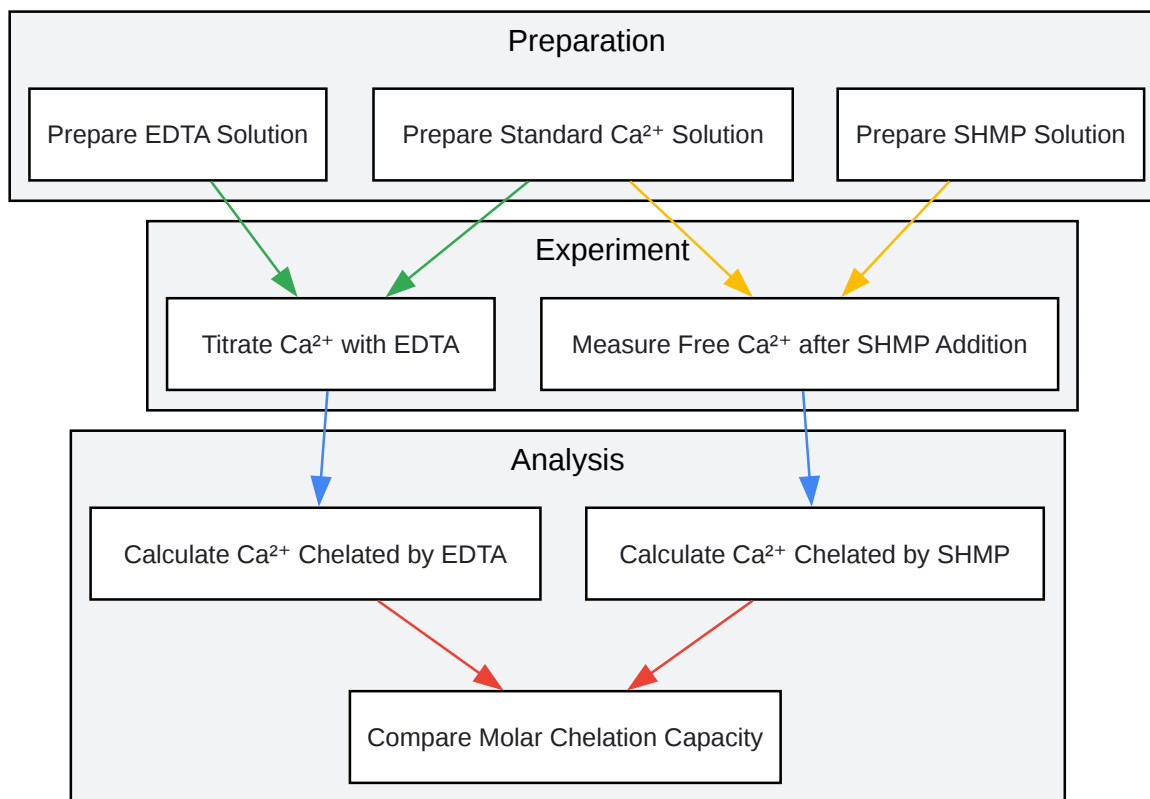 Preparation
Prepare EDTA Solution
Prepare Standard Ca²⁺ Solution
Prepare SHMP Solution
Experiment
Titrate Ca²⁺ with EDTA
Measure Free Ca²⁺ after SHMP Addition
Analysis
Calculate Ca²⁺ Chelated by EDTA
Calculate Ca²⁺ Chelated by SHMP
Compare Molar Chelation Capacity